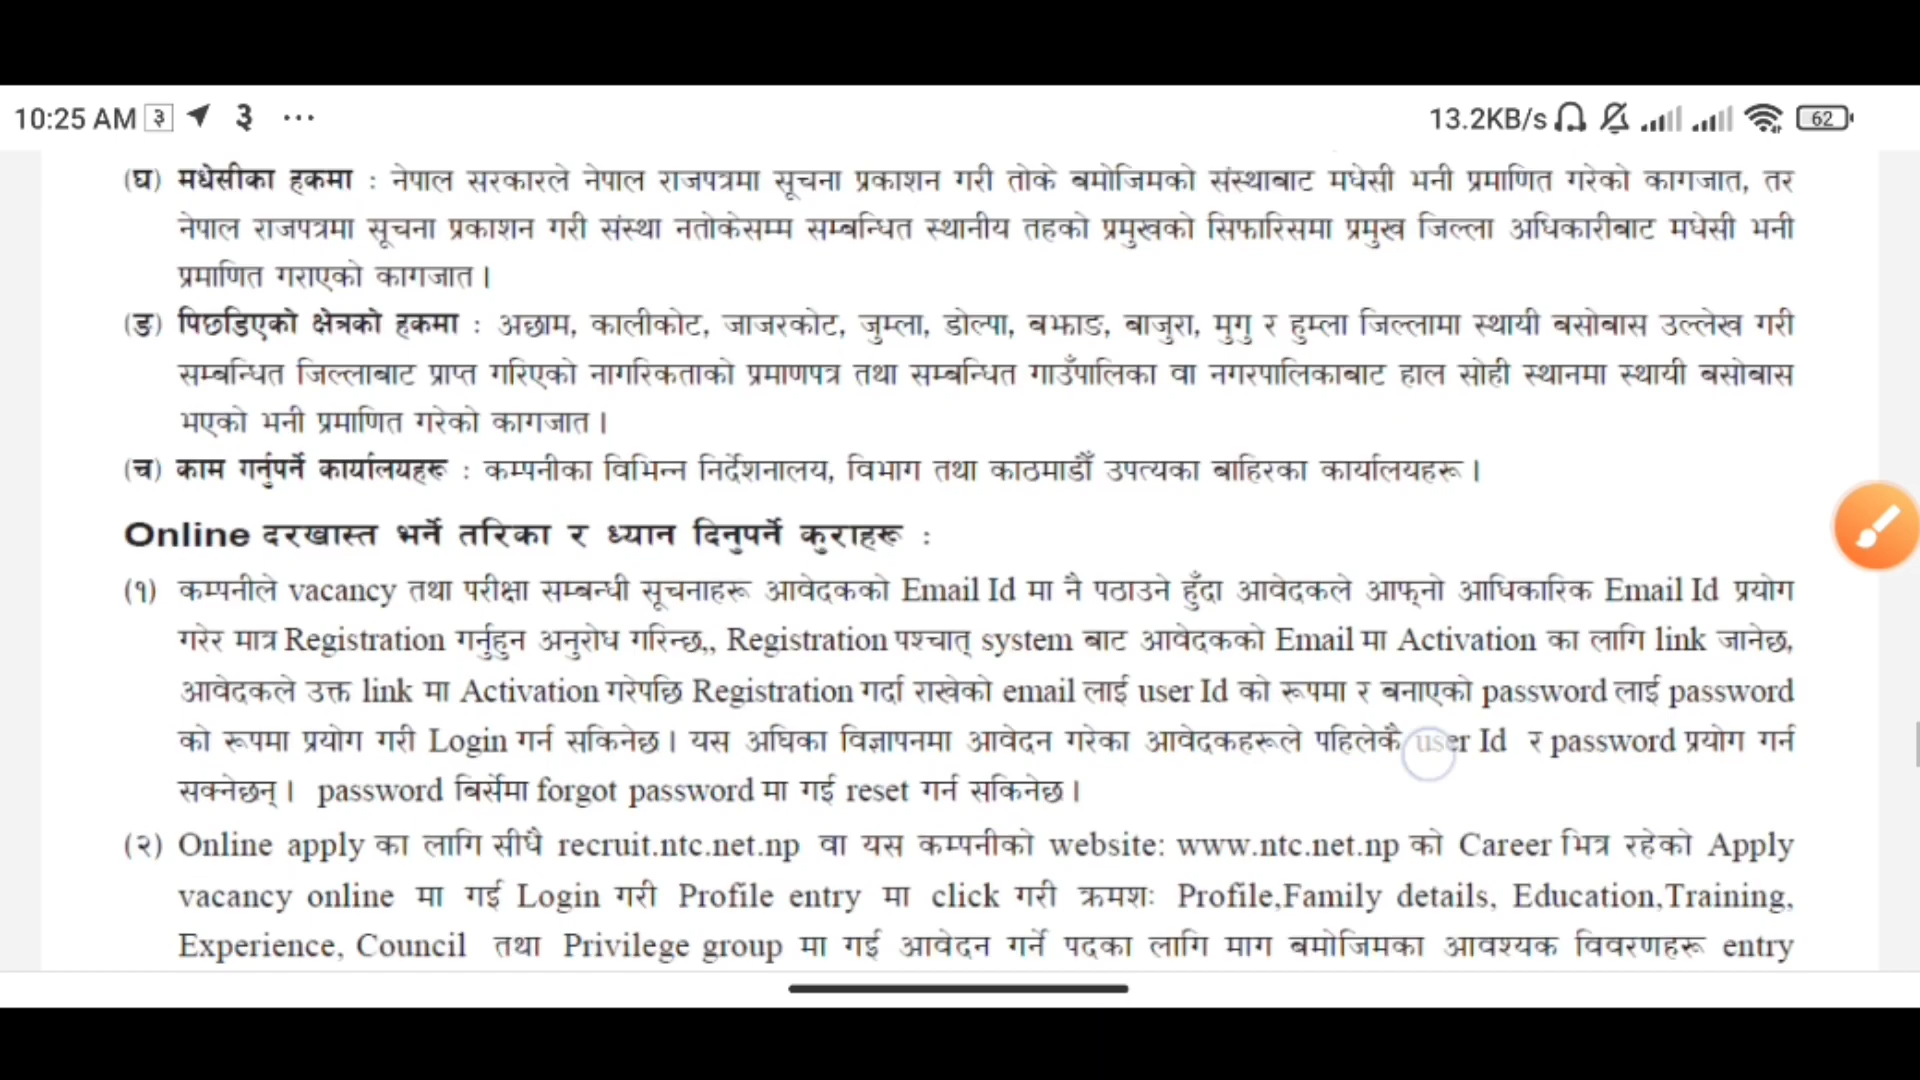 10:25 AM ३ ३ ...
13.2KB/s 62
(घ) मधेसीका हकमा : नेपाल सरकारले नेपाल राजपत्रमा सूचना प्रकाशन गरी तोके बमोजिमको संस्थाबाट मधेसी भनी प्रमाणित गरेको कागजात, तर
नेपाल राजपत्रमा सूचना प्रकाशन गरी संस्था नतोकेसम्म सम्बन्धित स्थानीय तहको प्रमुखको सिफारिसमा प्रमुख जिल्ला अधिकारीबाट मधेसी भनी
प्रमाणित गराएको कागजात।
(ङ) पिछडिएको क्षेत्रको हकमा : अछाम, कालीकोट, जाजरकोट, जुम्ला, डोल्पा, बझाङ, बाजुरा, मुगु र हुम्ला जिल्लामा स्थायी बसोबास उल्लेख गरी
सम्बन्धित जिल्लाबाट प्राप्त गरिएको नागरिकताको प्रमाणपत्र तथा सम्बन्धित गाउँपालिका वा नगरपालिकाबाट हाल सोही स्थानमा स्थायी बसोबास
भएको भनी प्रमाणित गरेको कागजात।
(च) काम गर्नुपर्ने कार्यालयहरू : कम्पनीका विभिन्न निर्देशनालय, विभाग तथा काठमाडौँ उपत्यका बाहिरका कार्यालयहरू।
Online दरखास्त भर्ने तरिका र ध्यान दिनुपर्ने कुराहरू :
(१) कम्पनीले vacancy तथा परीक्षा सम्बन्धी सूचनाहरू आवेदकको Email Id मा नै पठाउने हुँदा आवेदकले आफ्नो आधिकारिक Email Id प्रयोग
गरेर मात्र Registration गर्नुहुन अनुरोध गरिन्छ,, Registration पश्चात् system बाट आवेदकको Email मा Activation का लागि link जानेछ,
आवेदकले उक्त link मा Activation गरेपछि Registration गर्दा राखेको email लाई user Id को रूपमा र बनाएको password लाई password
को रूपमा प्रयोग गरी Login गर्न सकिनेछ। यस अघिका विज्ञापनमा आवेदन गरेका आवेदकहरूले पहिलेकै user Id र password प्रयोग गर्न
सक्नेछन्। password बिर्सेमा forgot password मा गई reset गर्न सकिनेछ।
(२) Online apply का लागि सीधै recruit.ntc.net.np वा यस कम्पनीको website: www.ntc.net.np को Career भित्र रहेको Apply
vacancy online मा गई Login गरी Profile entry मा click गरी क्रमशः Profile,Family details, Education,Training,
Experience, Council तथा Privilege group मा गई आवेदन गर्ने पदका लागि माग बमोजिमका आवश्यक विवरणहरू entry